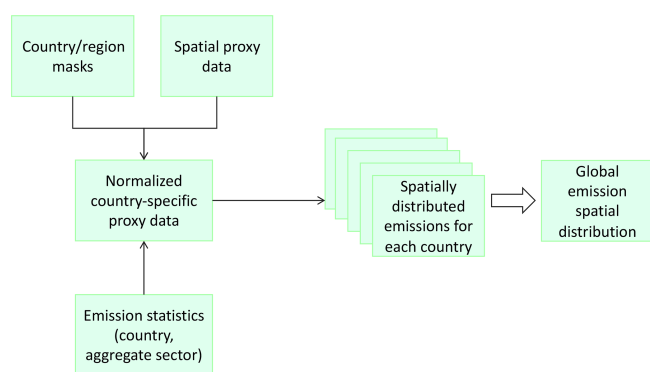 Country/region
masks
Spatial proxy
data
Normalized
country-specific
proxy data
Spatially
distributed
emissions for
each country
Global
emission
spatial
distribution
Emission statistics
(country,
aggregate sector)